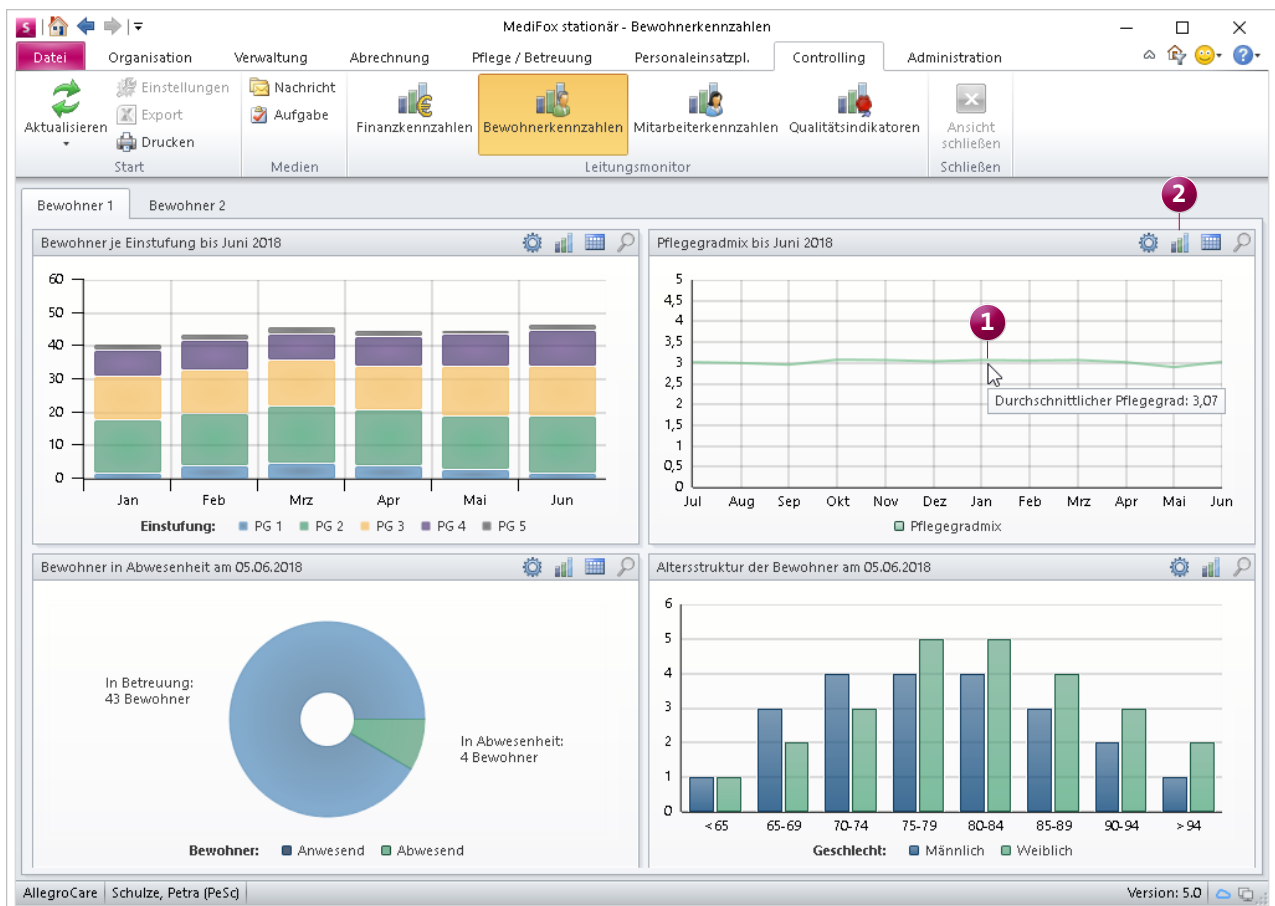 S
MediFox stationär - Bewohnerkennzahlen
Datei Organisation Verwaltung Abrechnung Pflege / Betreuung Personaleinsatzpl. Controlling Administration
Aktualisieren
Einstellungen
Export
Drucken
Start
Nachricht
Aufgabe
Medien
Finanzkennzahlen Bewohnerkennzahlen Mitarbeiterkennzahlen Qualitätsindikatoren
Leitungsmonitor
Ansicht
schließen
Schließen
Bewohner 1 Bewohner 2
2
Bewohner je Einstufung bis Juni 2018
60
50
40
30
20
10
0
Jan Feb Mrz Apr Mai Jun
Einstufung: PG 1 PG 2 PG 3 PG 4 PG 5
Pflegegradmix bis Juni 2018
5
4,5
4
3,5
3
2,5
2
1,5
1
0,5
0
1
Durchschnittlicher Pflegegrad: 3,07
Jul Aug Sep Okt Nov Dez Jan Feb Mrz Apr Mai Jun
Pflegegradmix
Bewohner in Abwesenheit am 05.06.2018
In Betreuung:
43 Bewohner
In Abwesenheit:
4 Bewohner
Bewohner: Anwesend Abwesend
Altersstruktur der Bewohner am 05.06.2018
6
5
4
3
2
1
0
<65 65-69 70-74 75-79 80-84 85-89 90-94 >94
Geschlecht: Männlich Weiblich
AllegroCare Schulze, Petra (PeSc) Version: 5.0